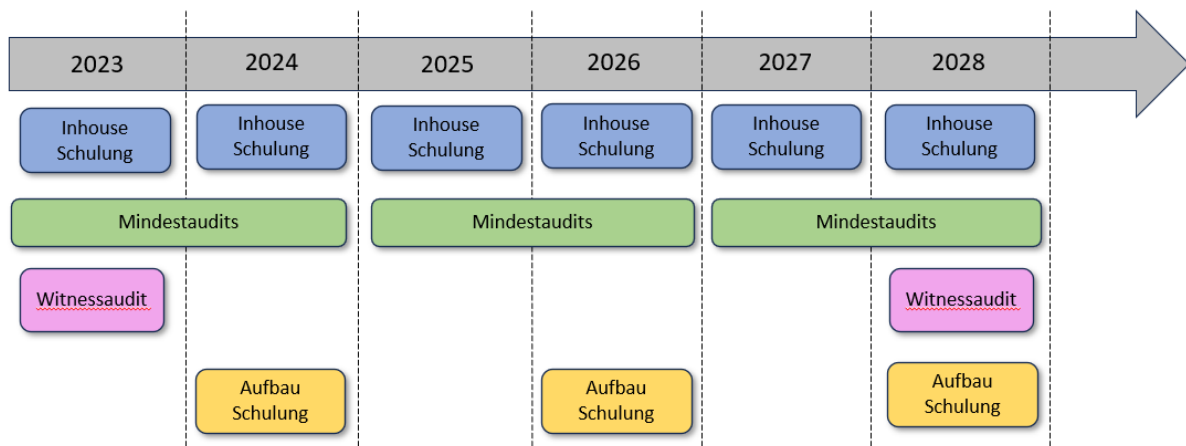 2023 2024 2025 2026 2027 2028
Inhouse Inhouse Inhouse Inhouse Inhouse Inhouse
Schulung Schulung Schulung Schulung Schulung Schulung
Mindestaudits Mindestaudits Mindestaudits
Witnessaudit Witnessaudit
Aufbau Aufbau Aufbau
Schulung Schulung Schulung